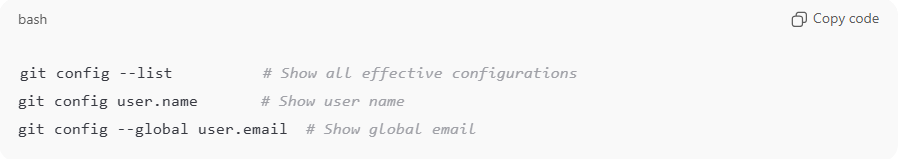 bash
Copy code
git config --list # Show all effective configurations
git config user.name # Show user name
git config --global user.email # Show global email